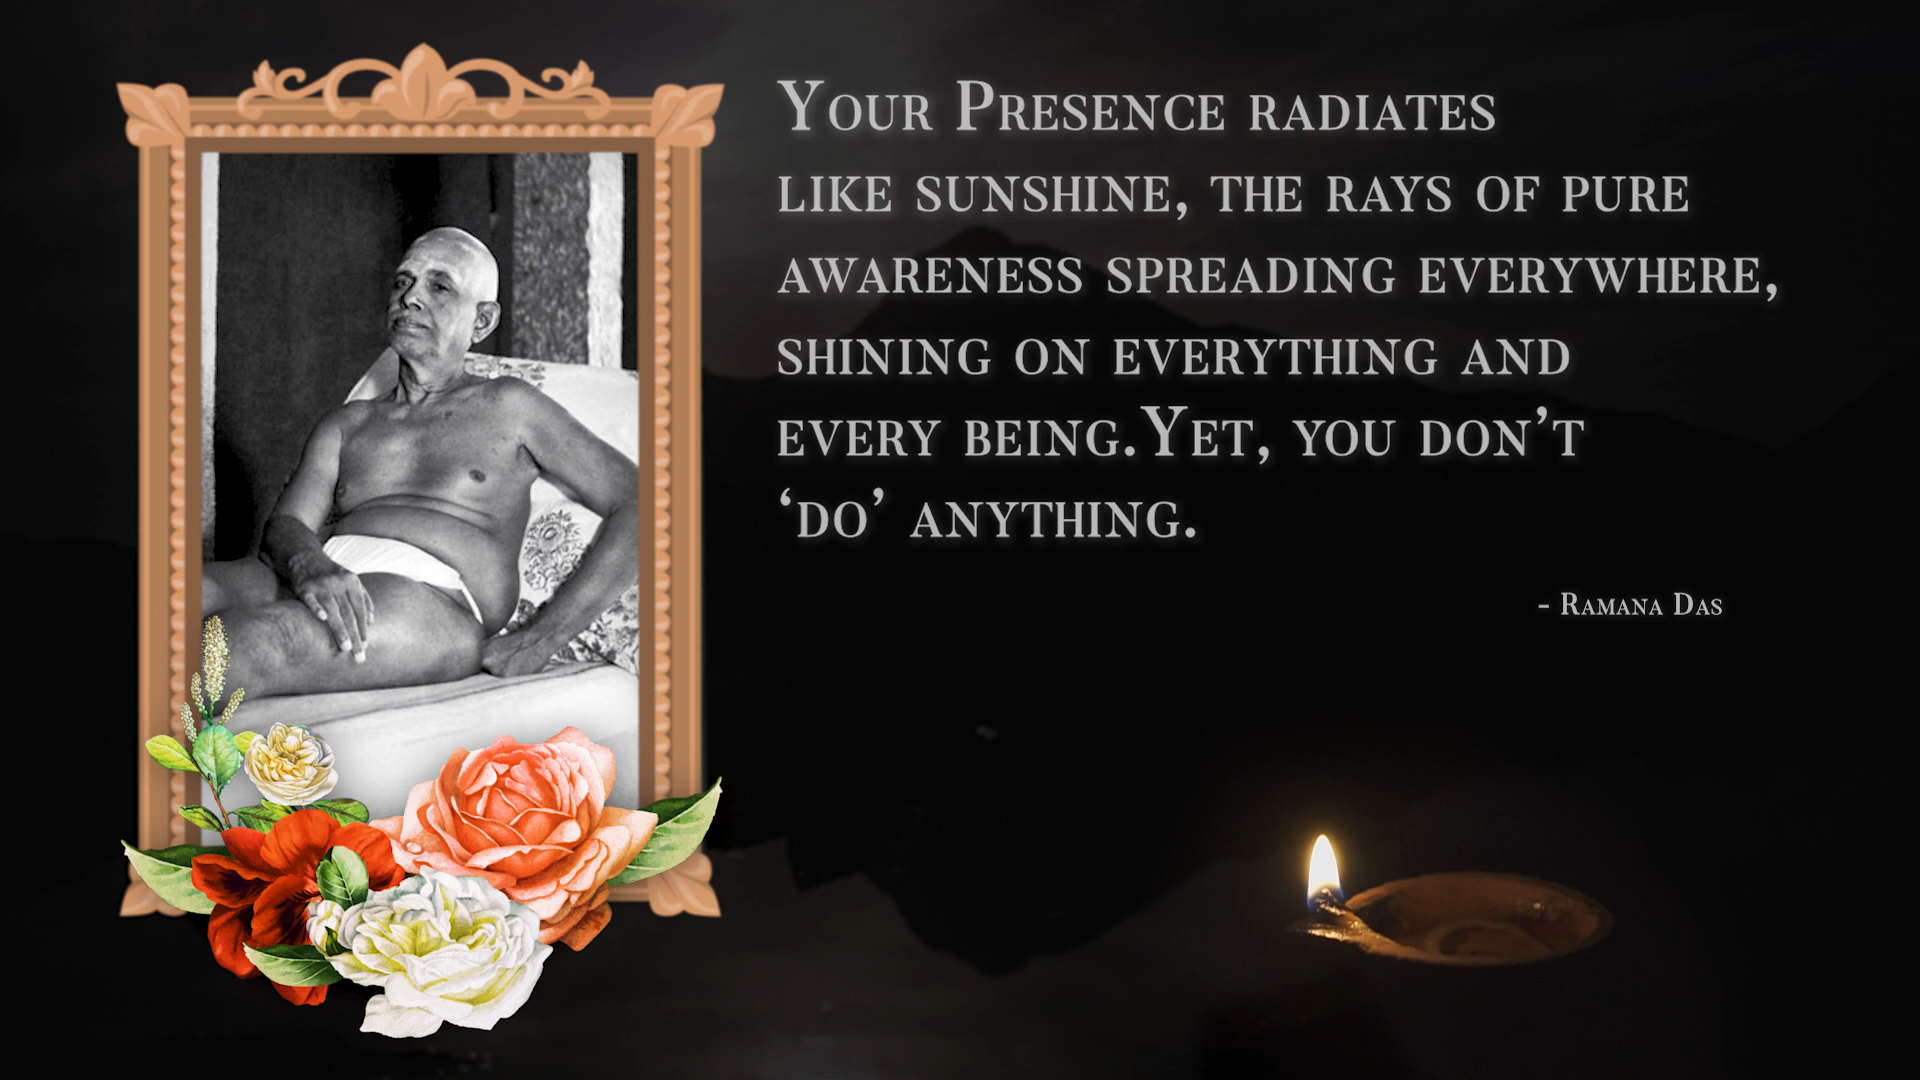 Your Presence radiates
like sunshine, the rays of pure
awareness spreading everywhere,
shining on everything and
every being.Yet, you don’t
‘do’ anything.
- Ramana Das